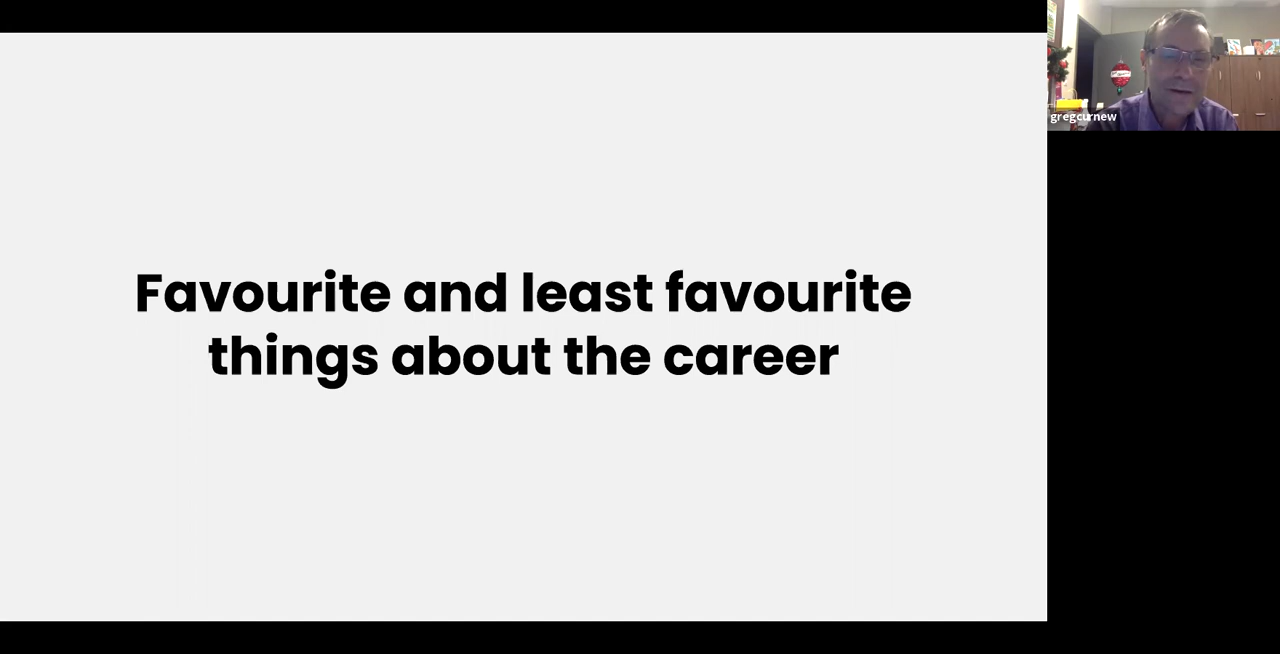 Favourite and least favourite
things about the career
gregcurnew